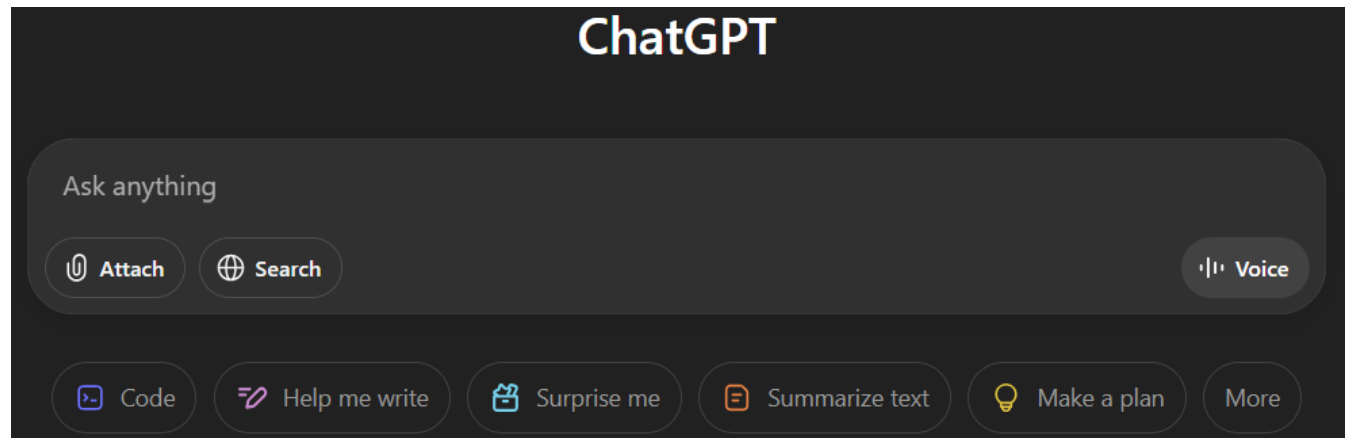 ChatGPT
Ask anything
Attach Search Voice
Code Help me write Surprise me Summarize text Make a plan More